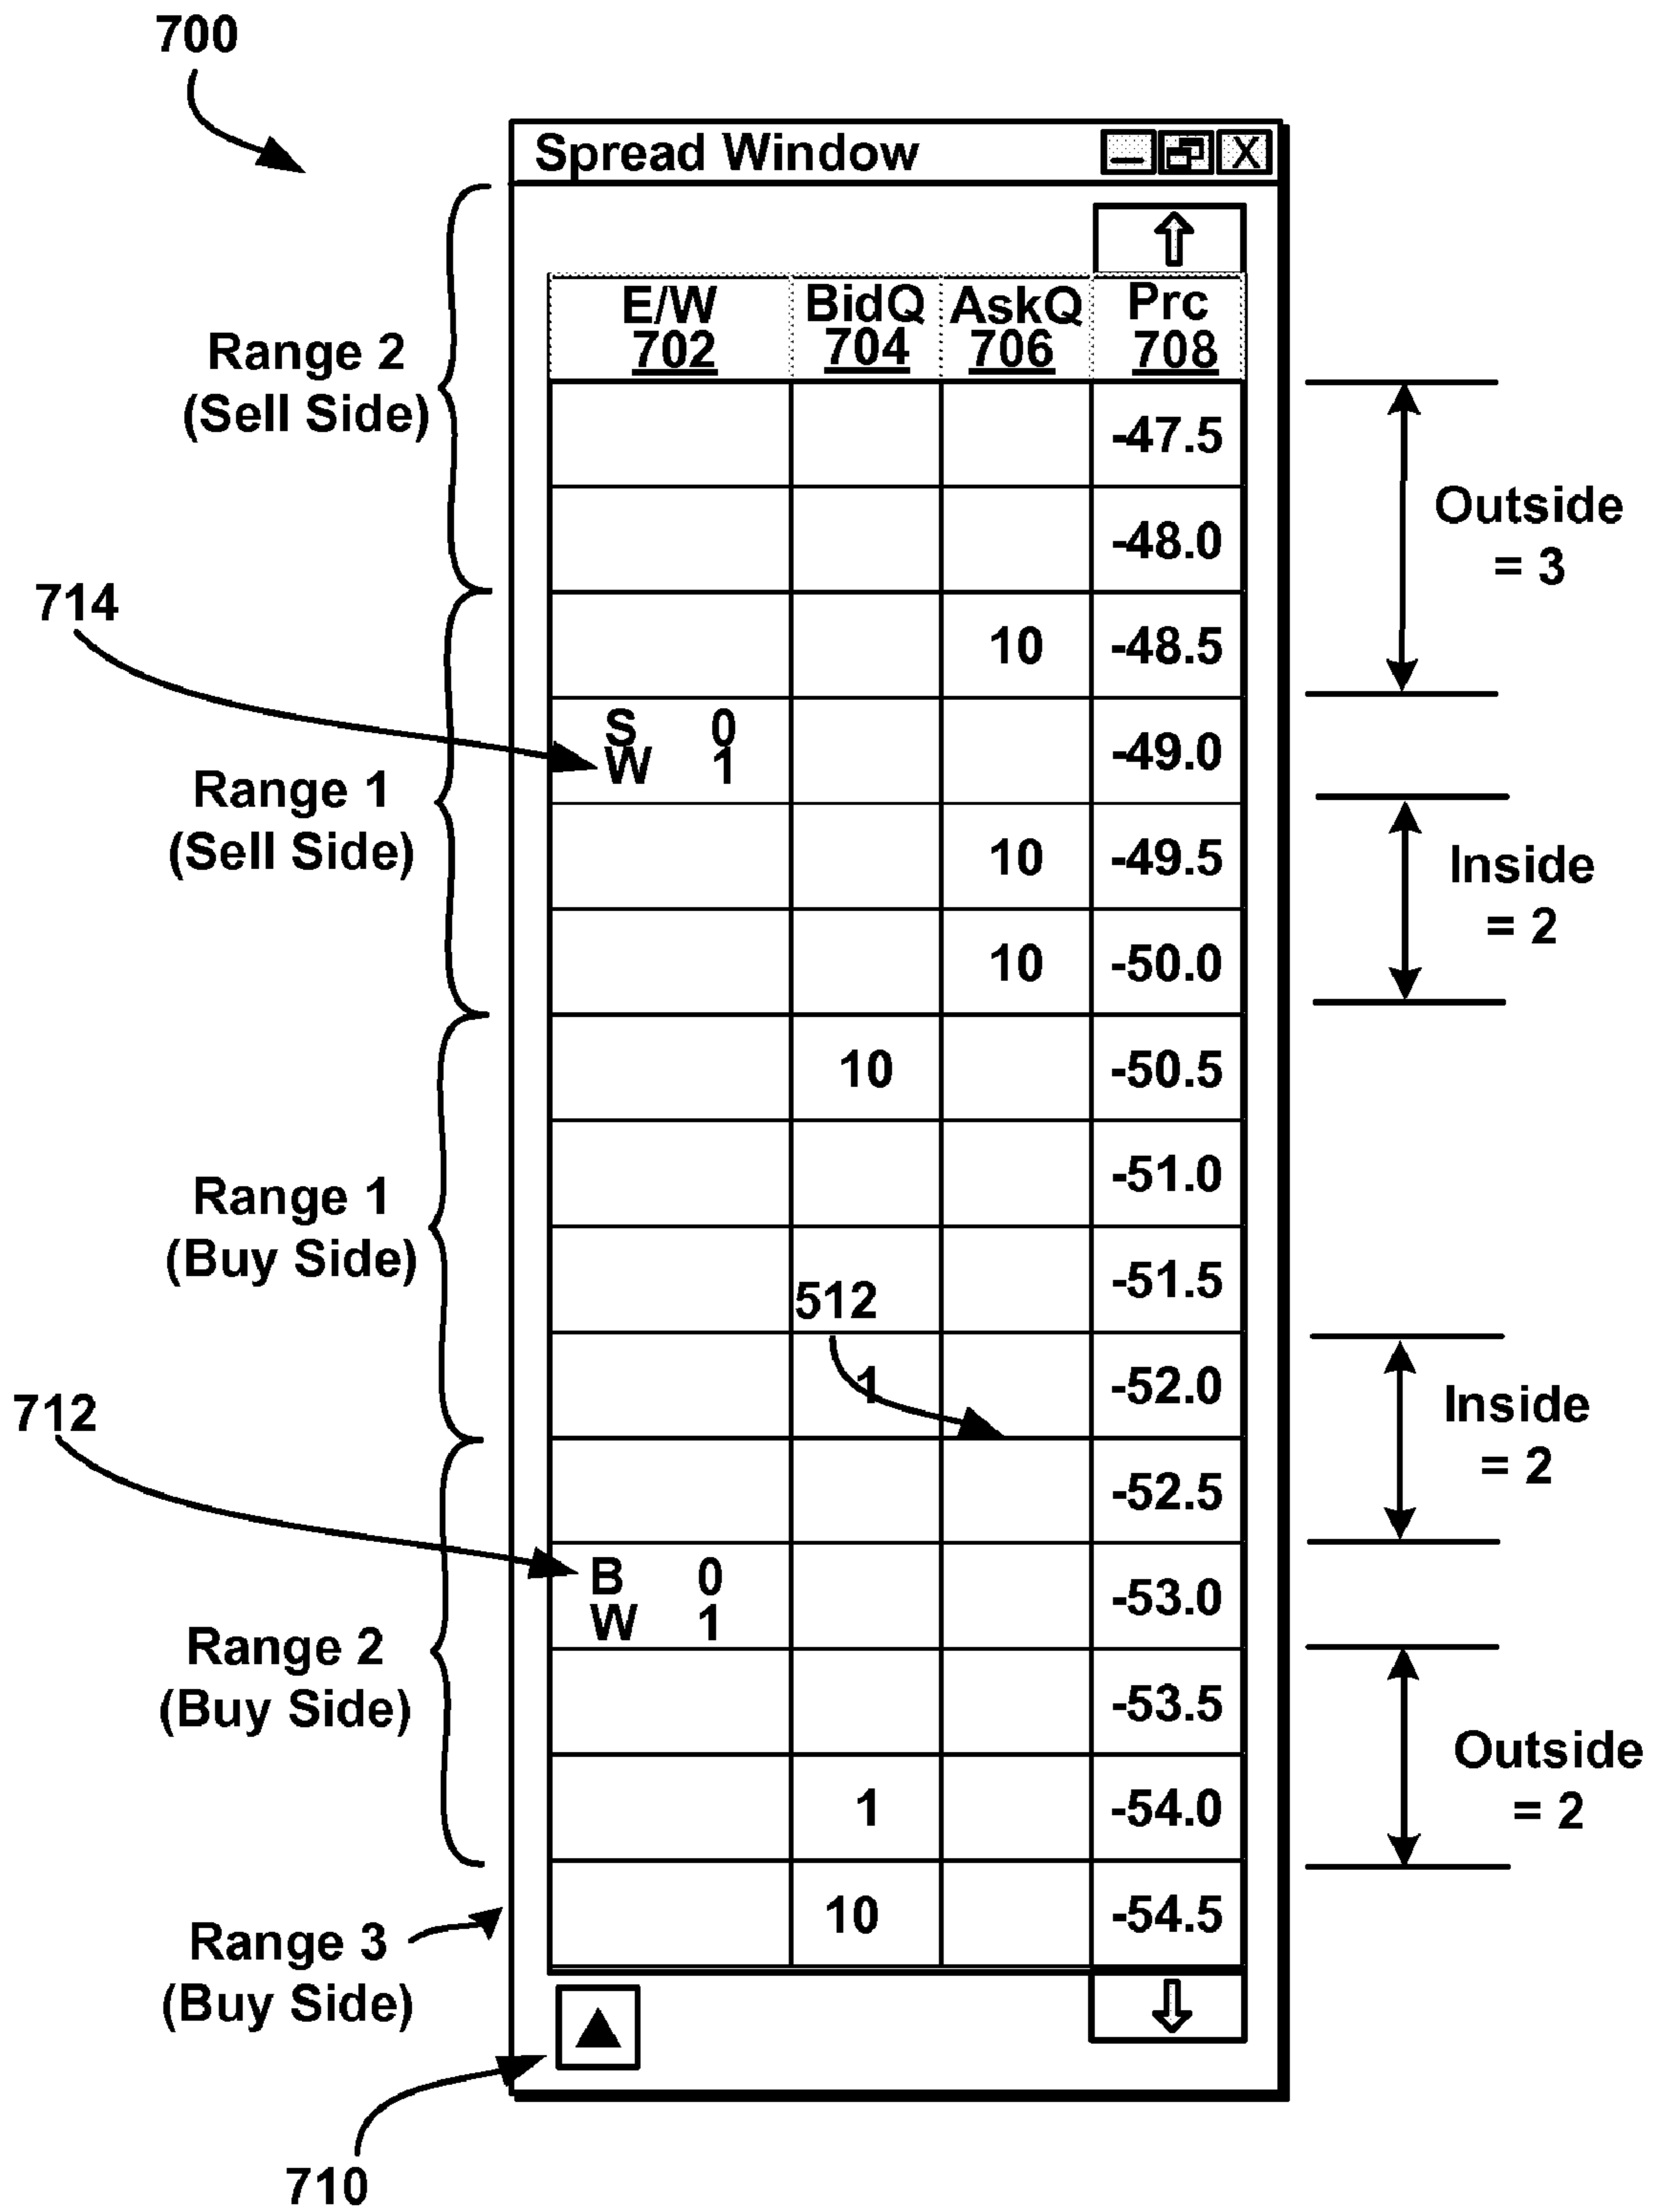 700
Spread Window
X
E/W BidQ AskQ Prc
702 704 706 708
Range 2
(Sell Side)
-47.5
Outside
= 3
-48.0
714
10 -48.5
S 0
W 1
-49.0
Range 1
(Sell Side)
10 -49.5
Inside
= 2
10 -50.0
10 -50.5
-51.0
Range 1
(Buy Side)
512
-51.5
1 -52.0
Inside
= 2
712
-52.5
B 0
W 1
-53.0
Range 2
(Buy Side)
-53.5
Outside
= 2
1 -54.0
10 -54.5
Range 3
(Buy Side)
710